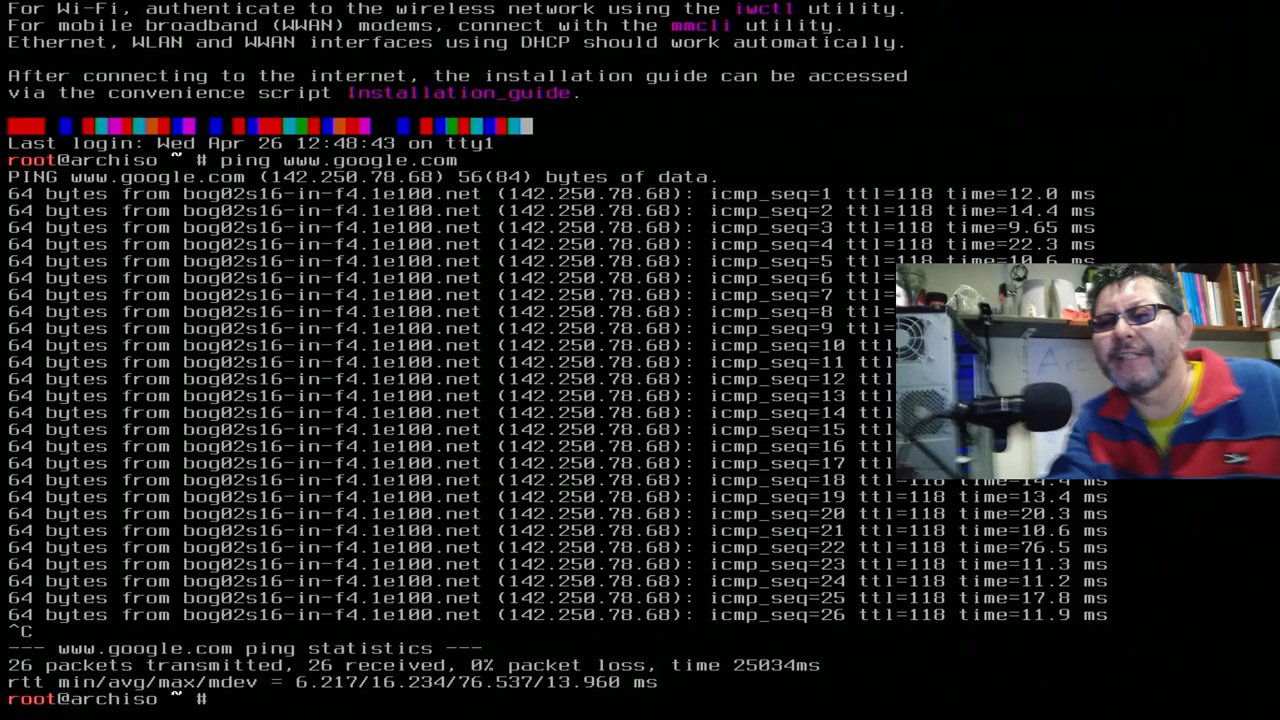 For Wi-Fi, authenticate to the wireless network using the iwctl utility.
For mobile broadband (WWAN) modems, connect with the mmcli utility.
Ethernet, WLAN and WWAN interfaces using DHCP should work automatically.
After connecting to the internet, the installation guide can be accessed
via the convenience script Installation_guide.
Last login: Wed Apr 26 12:48:43 on tty1
root@archiso ~ # ping www.google.com
PING www.google.com (142.250.78.68) 56(84) bytes of data.
64 bytes from bog02s16-in-f4.1e100.net (142.250.78.68): icmp_seq=1 ttl=118 time=12.0 ms
64 bytes from bog02s16-in-f4.1e100.net (142.250.78.68): icmp_seq=2 ttl=118 time=14.4 ms
64 bytes from bog02s16-in-f4.1e100.net (142.250.78.68): icmp_seq=3 ttl=118 time=9.65 ms
64 bytes from bog02s16-in-f4.1e100.net (142.250.78.68): icmp_seq=4 ttl=118 time=22.3 ms
64 bytes from bog02s16-in-f4.1e100.net (142.250.78.68): icmp_seq=5 ttl=118 time=10.6 ms
64 bytes from bog02s16-in-f4.1e100.net (142.250.78.68): icmp_seq=6
64 bytes from bog02s16-in-f4.1e100.net (142.250.78.68): icmp_seq=7
64 bytes from bog02s16-in-f4.1e100.net (142.250.78.68): icmp_seq=8
64 bytes from bog02s16-in-f4.1e100.net (142.250.78.68): icmp_seq=9
64 bytes from bog02s16-in-f4.1e100.net (142.250.78.68): icmp_seq=10
64 bytes from bog02s16-in-f4.1e100.net (142.250.78.68): icmp_seq=11
64 bytes from bog02s16-in-f4.1e100.net (142.250.78.68): icmp_seq=12
64 bytes from bog02s16-in-f4.1e100.net (142.250.78.68): icmp_seq=13
64 bytes from bog02s16-in-f4.1e100.net (142.250.78.68): icmp_seq=14
64 bytes from bog02s16-in-f4.1e100.net (142.250.78.68): icmp_seq=15
64 bytes from bog02s16-in-f4.1e100.net (142.250.78.68): icmp_seq=16
64 bytes from bog02s16-in-f4.1e100.net (142.250.78.68): icmp_seq=17
64 bytes from bog02s16-in-f4.1e100.net (142.250.78.68): icmp_seq=18 ms
64 bytes from bog02s16-in-f4.1e100.net (142.250.78.68): icmp_seq=19 ttl=118 time=13.4 ms
64 bytes from bog02s16-in-f4.1e100.net (142.250.78.68): icmp_seq=20 ttl=118 time=20.3 ms
64 bytes from bog02s16-in-f4.1e100.net (142.250.78.68): icmp_seq=21 ttl=118 time=10.6 ms
64 bytes from bog02s16-in-f4.1e100.net (142.250.78.68): icmp_seq=22 ttl=118 time=76.5 ms
64 bytes from bog02s16-in-f4.1e100.net (142.250.78.68): icmp_seq=23 ttl=118 time=11.3 ms
64 bytes from bog02s16-in-f4.1e100.net (142.250.78.68): icmp_seq=24 ttl=118 time=11.2 ms
64 bytes from bog02s16-in-f4.1e100.net (142.250.78.68): icmp_seq=25 ttl=118 time=17.8 ms
64 bytes from bog02s16-in-f4.1e100.net (142.250.78.68): icmp_seq=26 ttl=118 time=11.9 ms
^C
--- www.google.com ping statistics ---
26 packets transmitted, 26 received, 0% packet loss, time 25034ms
rtt min/avg/max/mdev = 6.217/16.234/76.537/13.960 ms
root@archiso ~ #